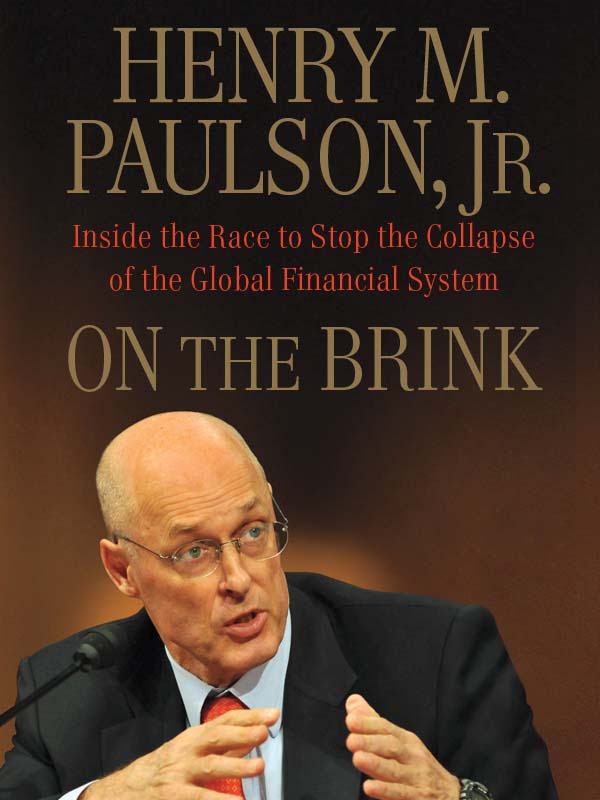 HENRY M.
PAULSON, JR.
Inside the Race to Stop the Collapse
of the Global Financial System
ON THE BRINK